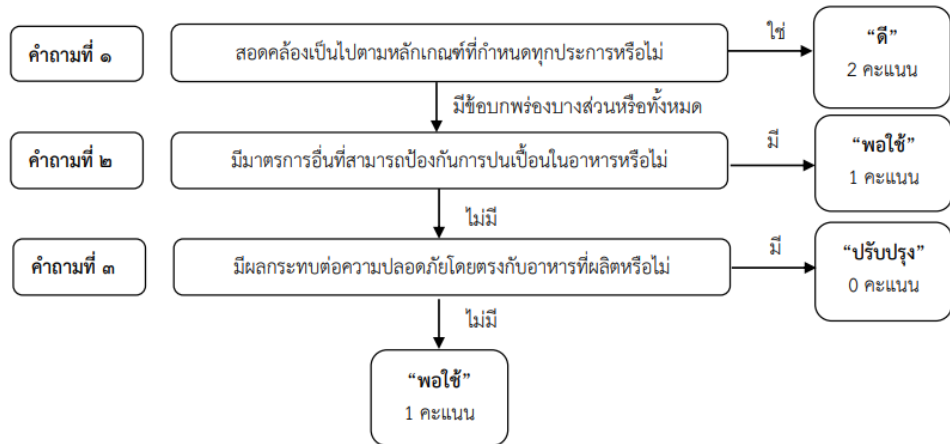 คำถามที่ ๑
สอดคล้องเป็นไปตามหลักเกณฑ์ที่กำหนดทุกประการหรือไม่
ใช่
“ดี”
2 คะแนน
มีข้อบกพร่องบางส่วนหรือทั้งหมด
คำถามที่ ๒
มีมาตรการอื่นที่สามารถป้องกันการปนเปื้อนในอาหารหรือไม่
มี
“พอใช้”
1 คะแนน
ไม่มี
คำถามที่ ๓
มีผลกระทบต่อความปลอดภัยโดยตรงกับอาหารที่ผลิตหรือไม่
มี
“ปรับปรุง”
0 คะแนน
ไม่มี
“พอใช้”
1 คะแนน